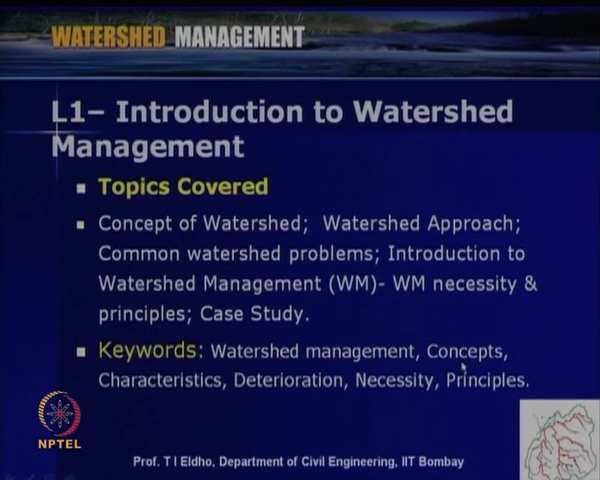 WATERSHED MANAGEMENT
L1– Introduction to Watershed
Management
Topics Covered
Concept of Watershed; Watershed Approach;
Common watershed problems; Introduction to
Watershed Management (WM)- WM necessity &
principles; Case Study.
Keywords: Watershed management, Concepts,
Characteristics, Deterioration, Necessity, Principles.
NPTEL
Prof. T I Eldho, Department of Civil Engineering, IIT Bombay